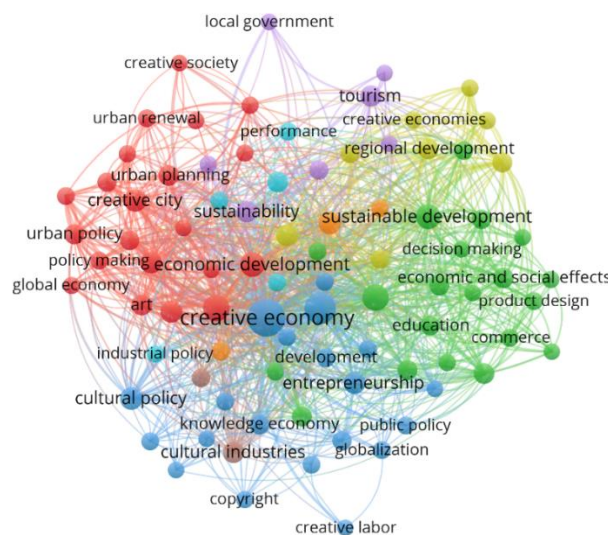 local government
creative society
tourism
urban renewal
creative economies
performance
regional development
urban planning
creative city
sustainability
sustainable development
urban policy
decision making
policy making
economic development
economic and social effects
global economy
product design
art
creative economy
education
commerce
industrial policy
development
entrepreneurship
cultural policy
knowledge economy
public policy
cultural industries
globalization
copyright
creative labor